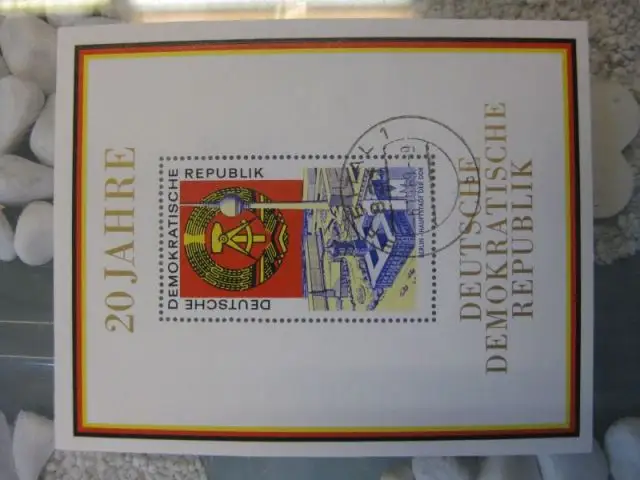 20 JAHRE
DEUTSCHE
DEMOKRATISCHE
REPUBLIK
BERLIN · HAUPTSTADT DER DDR
M
DEUTSCHE
DEMOKRATISCHE
REPUBLIK